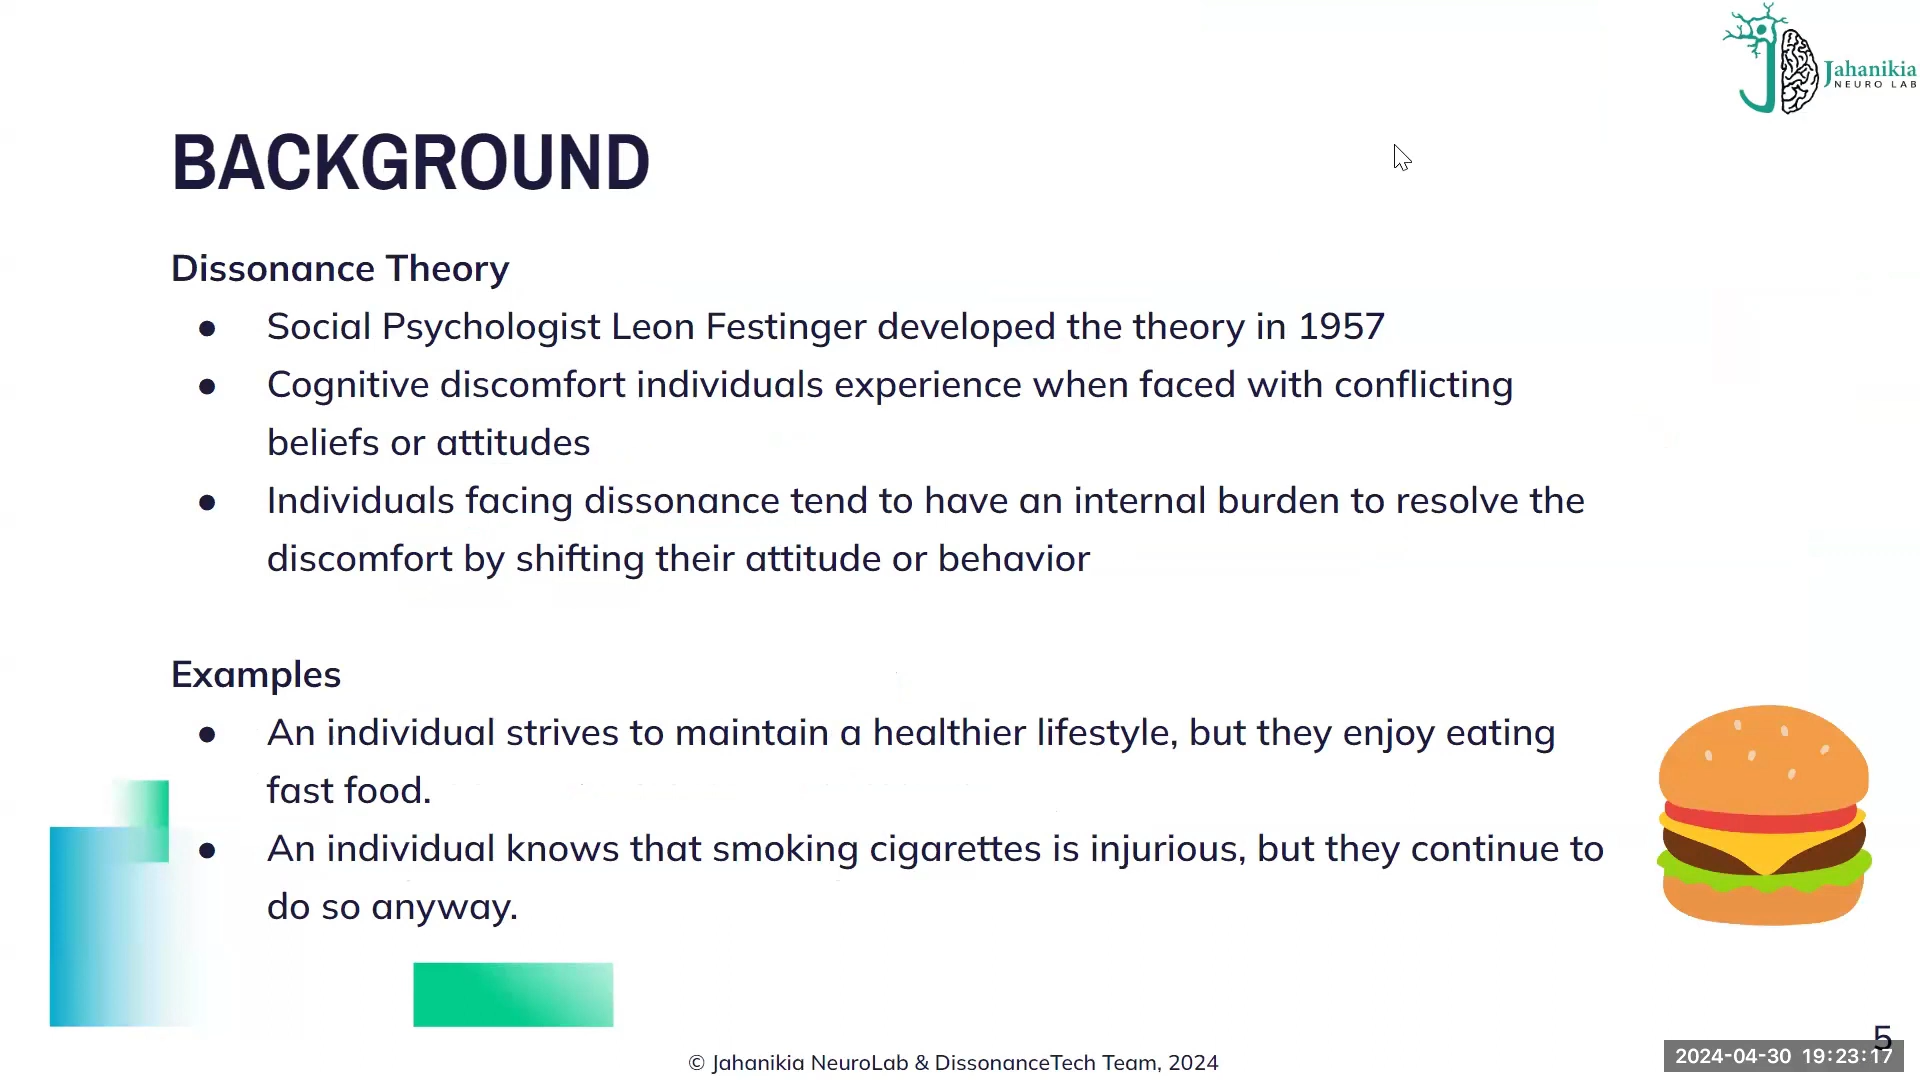 Jahanikia
NEURO LAB
BACKGROUND
Dissonance Theory
● Social Psychologist Leon Festinger developed the theory in 1957
● Cognitive discomfort individuals experience when faced with conflicting
beliefs or attitudes
● Individuals facing dissonance tend to have an internal burden to resolve the
discomfort by shifting their attitude or behavior
Examples
● An individual strives to maintain a healthier lifestyle, but they enjoy eating
fast food.
● An individual knows that smoking cigarettes is injurious, but they continue to
do so anyway.
5
© Jahanikia NeuroLab & DissonanceTech Team, 2024
2024-04-30 19:23:17